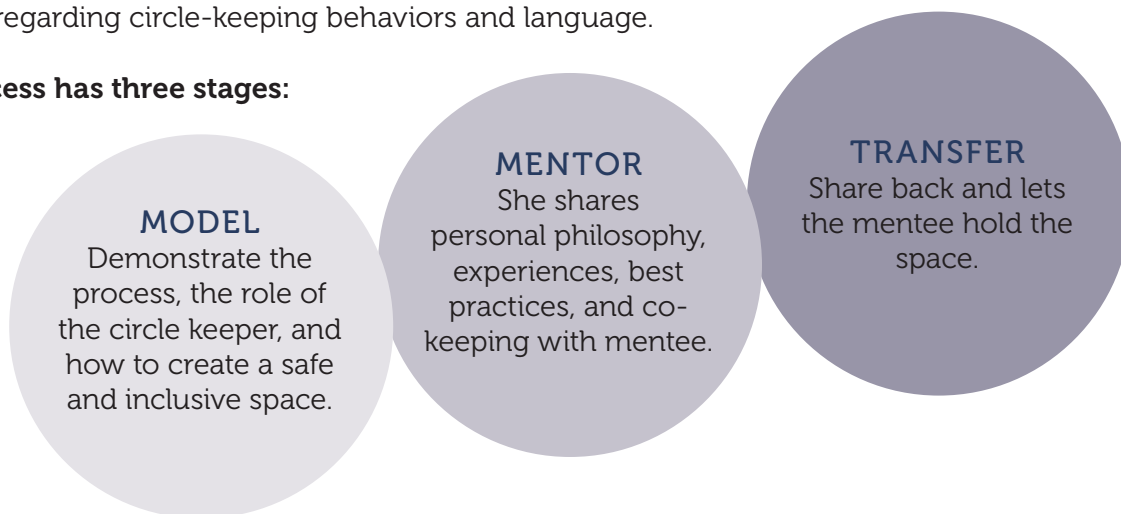 regarding circle-keeping behaviors and language.
has three stages:
MODEL
Demonstrate the
process, the role of
the circle keeper, and
how to create a safe
and inclusive space.
MENTOR
She shares
personal philosophy,
experiences, best
practices, and co-
keeping with mentee.
TRANSFER
Share back and lets
the mentee hold the
space.